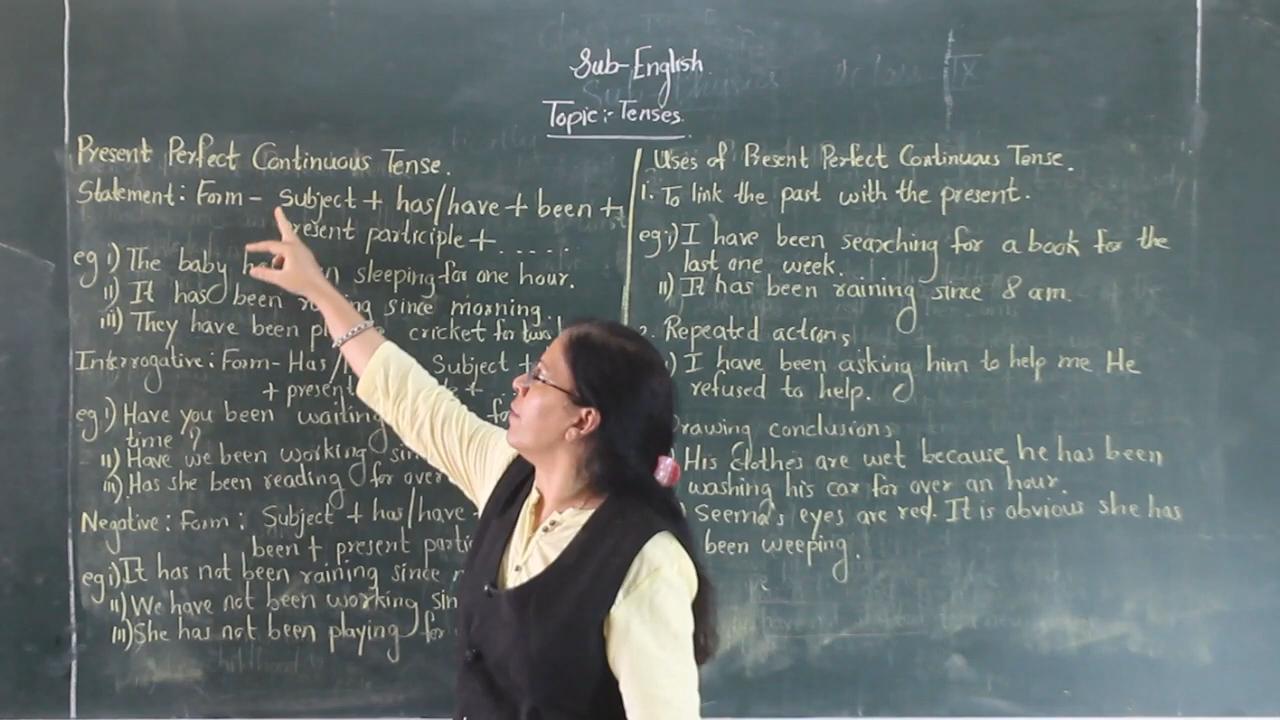 Sub-English.
Topic:- Tenses.
Present Perfect Continuous Tense.
Statement: Form - Subject + has/have + been +
present participle + ......
eg i) The baby sleeping for one hour.
ii) It has been since morning.
iii) They have been cricket for two
Interrogative: Form - Has / Subject +
+ present +
eg. i) Have you been waiting
time ?
ii) Have we been working
iii) Has she been reading for over
Negative: Form: Subject + has/have
been + present
eg i) It has not been raining since
ii) We have not been working
iii) She has not been playing for
Uses of Present Perfect Continuous Tense.
1. To link the past with the present.
eg i) I have been searching for a book for the
last one week.
ii) It has been raining since 8 am.
2. Repeated actions
I have been asking him to help me He
refused to help.
Drawing conclusions
His clothes are wet because he has been
washing his car for over an hour.
Seema's eyes are red. It is obvious she has
been weeping.